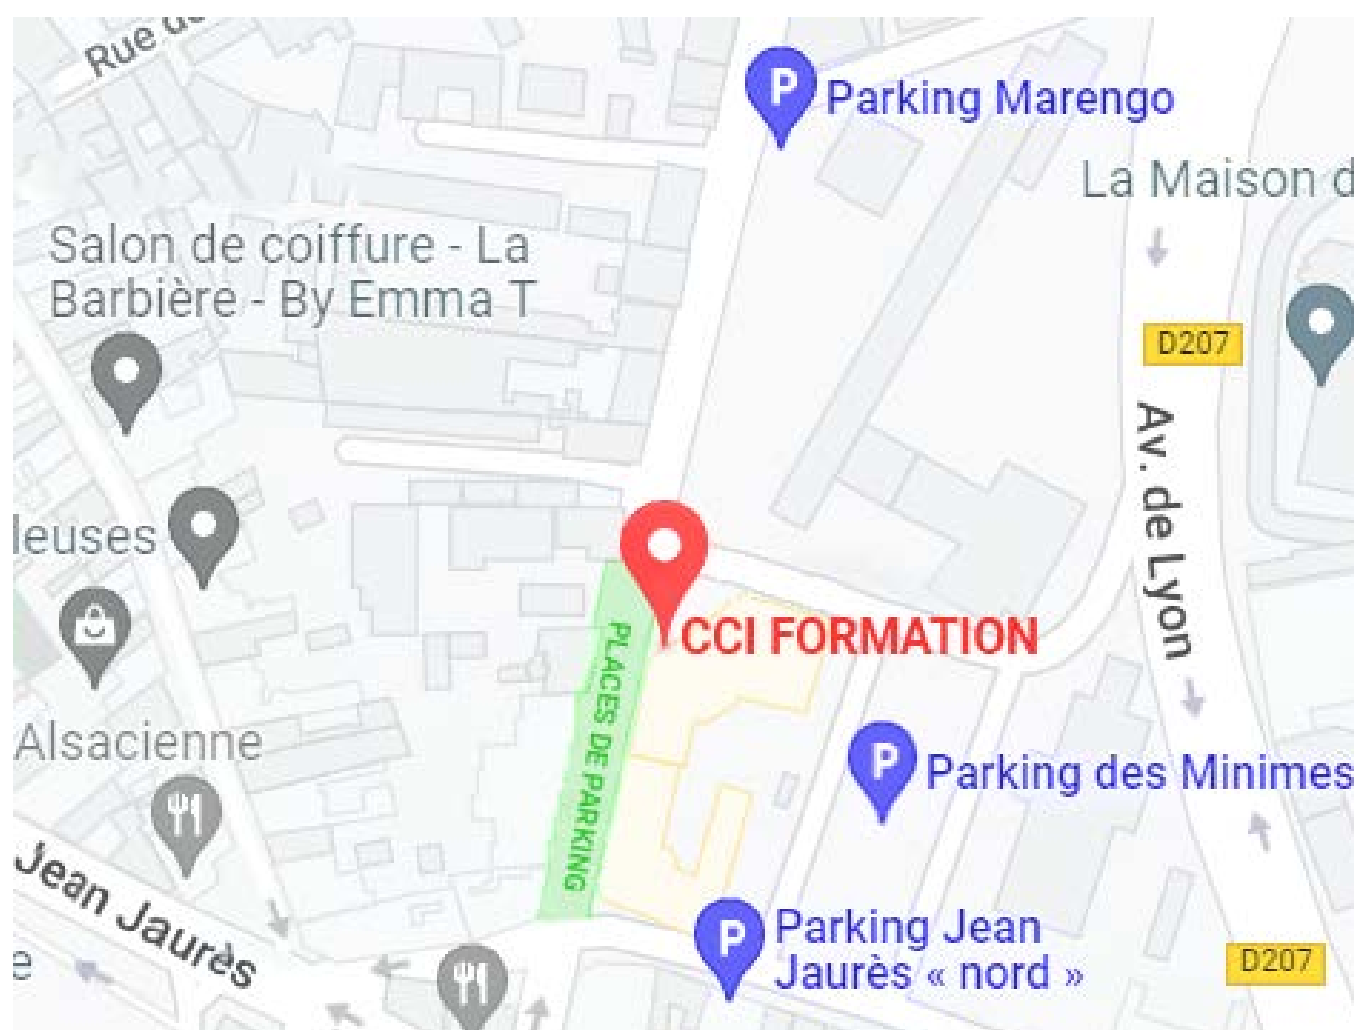 Rue du
Parking Marengo
La Maison d
Salon de coiffure - La
Barbière - By Emma T
D207
Av. de Lyon
leuses
CCI FORMATION
PLACES DE PARKING
Alsacienne
Parking des Minimes
Jean Jaurès
Parking Jean
Jaurès « nord »
D207
e